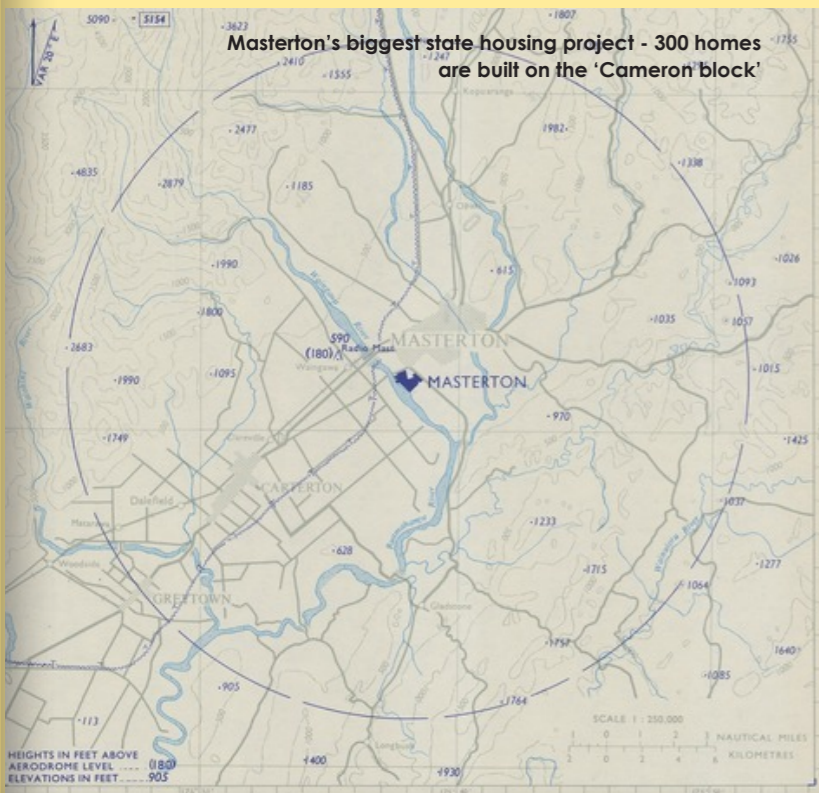 5090
5154
3623
1807
1755
Masterton's biggest state housing project - 300 homes
are built on the 'Cameron block'
VAR 20° E
2410
1247
1555
Kopuaranga
2477
1982
1338
4835
2879
1185
1990
615
1026
1093
1800
1035
1057
590
(180)
Radio Mast
MASTERTON
Waingawa
2683
1095
1015
1990
MASTERTON
970
1749
1425
Clareville
CARTERTON
Dalefield
1037
Matarawa
1233
628
1277
Woodside
1715
1064
GREYTOWN
Gladstone
1757
1640
1085
905
1764
113
SCALE 1 : 250,000
NAUTICAL MILES
KILOMETRES
HEIGHTS IN FEET ABOVE
AERODROME LEVEL .... (180)
ELEVATIONS IN FEET .... 905
1400
Longbush
1930